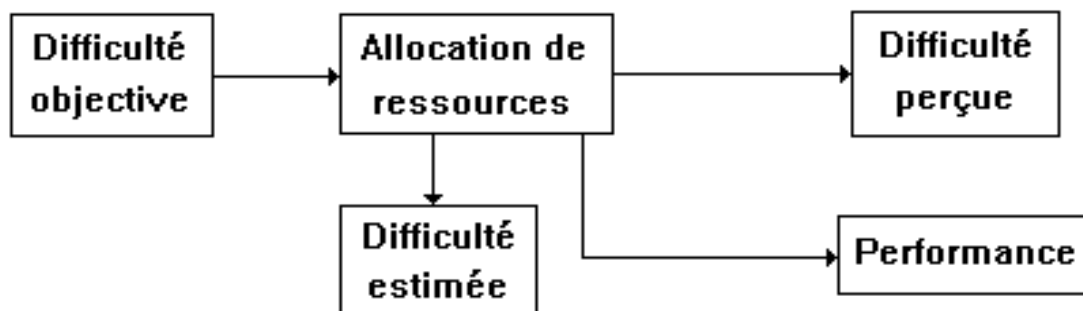 Difficulté
objective
Allocation de
ressources
Difficulté
perçue
Difficulté
estimée
Performance